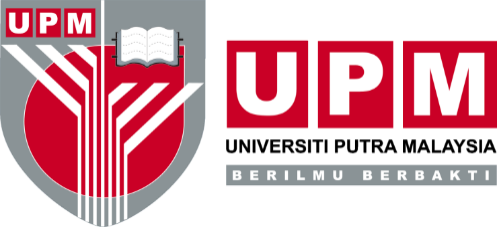 UPM
UPM
UNIVERSITI PUTRA MALAYSIA
BERILMU BERBAKTI